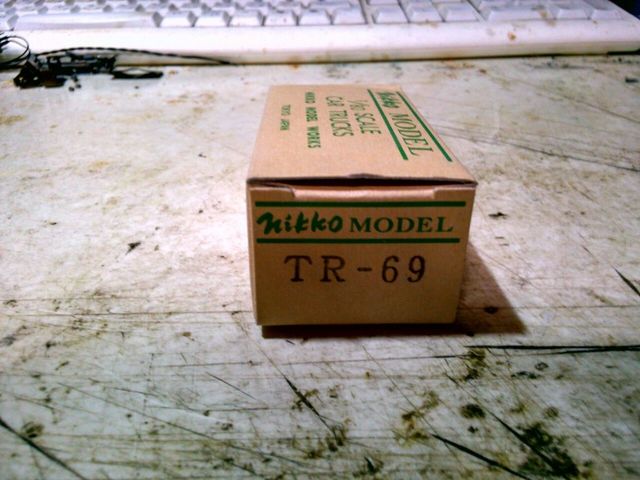 nikko MODEL
1/80 SCALE
CAR TRUCKS
NIKKO MODEL WORKS
TOKYO JAPAN
nikko MODEL
TR-69